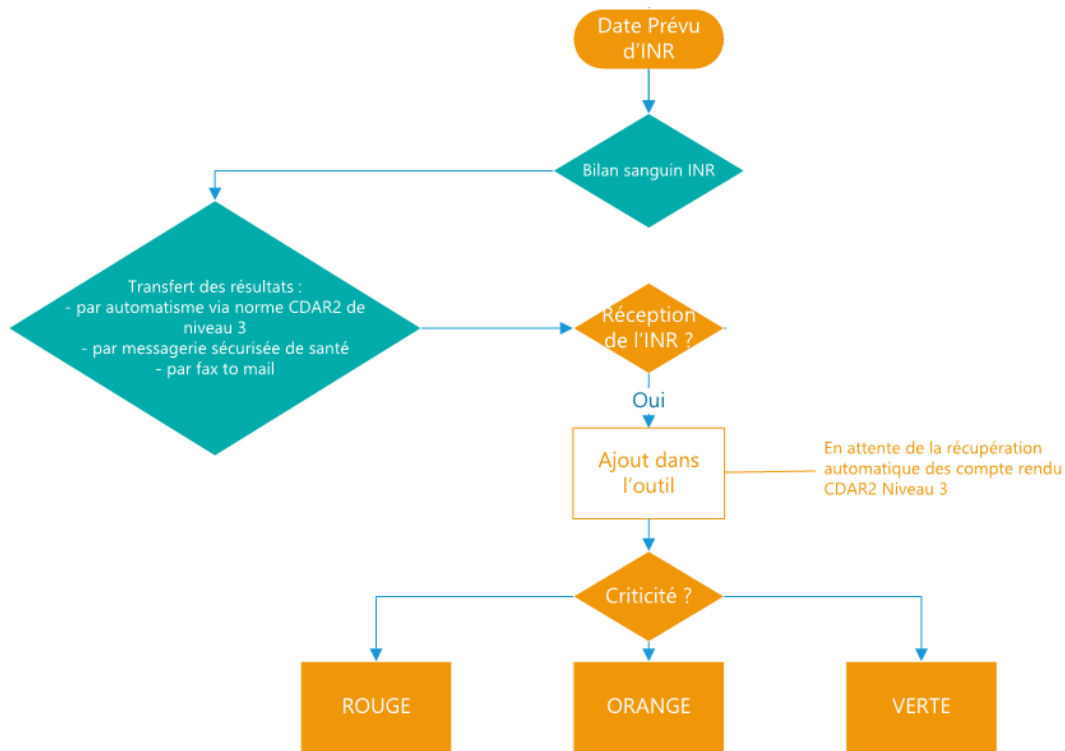 Date Prévu
d'INR
Bilan sanguin INR
Transfert des résultats :
- par automatisme via norme CDAR2 de
niveau 3
- par messagerie sécurisée de santé
- par fax to mail
Réception
de l'INR ?
Oui
Ajout dans
l'outil
En attente de la récupération
automatique des compte rendu
CDAR2 Niveau 3
Criticité ?
ROUGE
ORANGE
VERTE